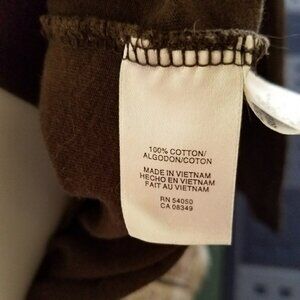 100% COTTON/
ALGODON/COTON
MADE IN VIETNAM
HECHO EN VIETNAM
FAIT AU VIETNAM
RN 54050
CA 08349